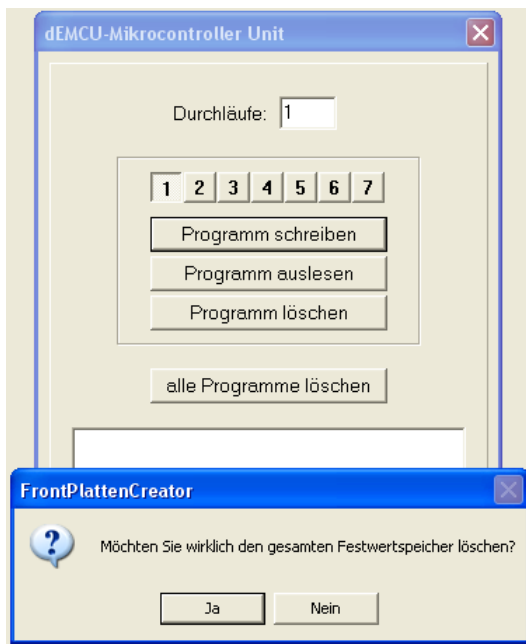 dEMCU-Mikrocontroller Unit
Durchläufe: 1
1 2 3 4 5 6 7
Programm schreiben
Programm auslesen
Programm löschen
alle Programme löschen
FrontPlattenCreator
Möchten Sie wirklich den gesamten Festwertspeicher löschen?
Ja Nein